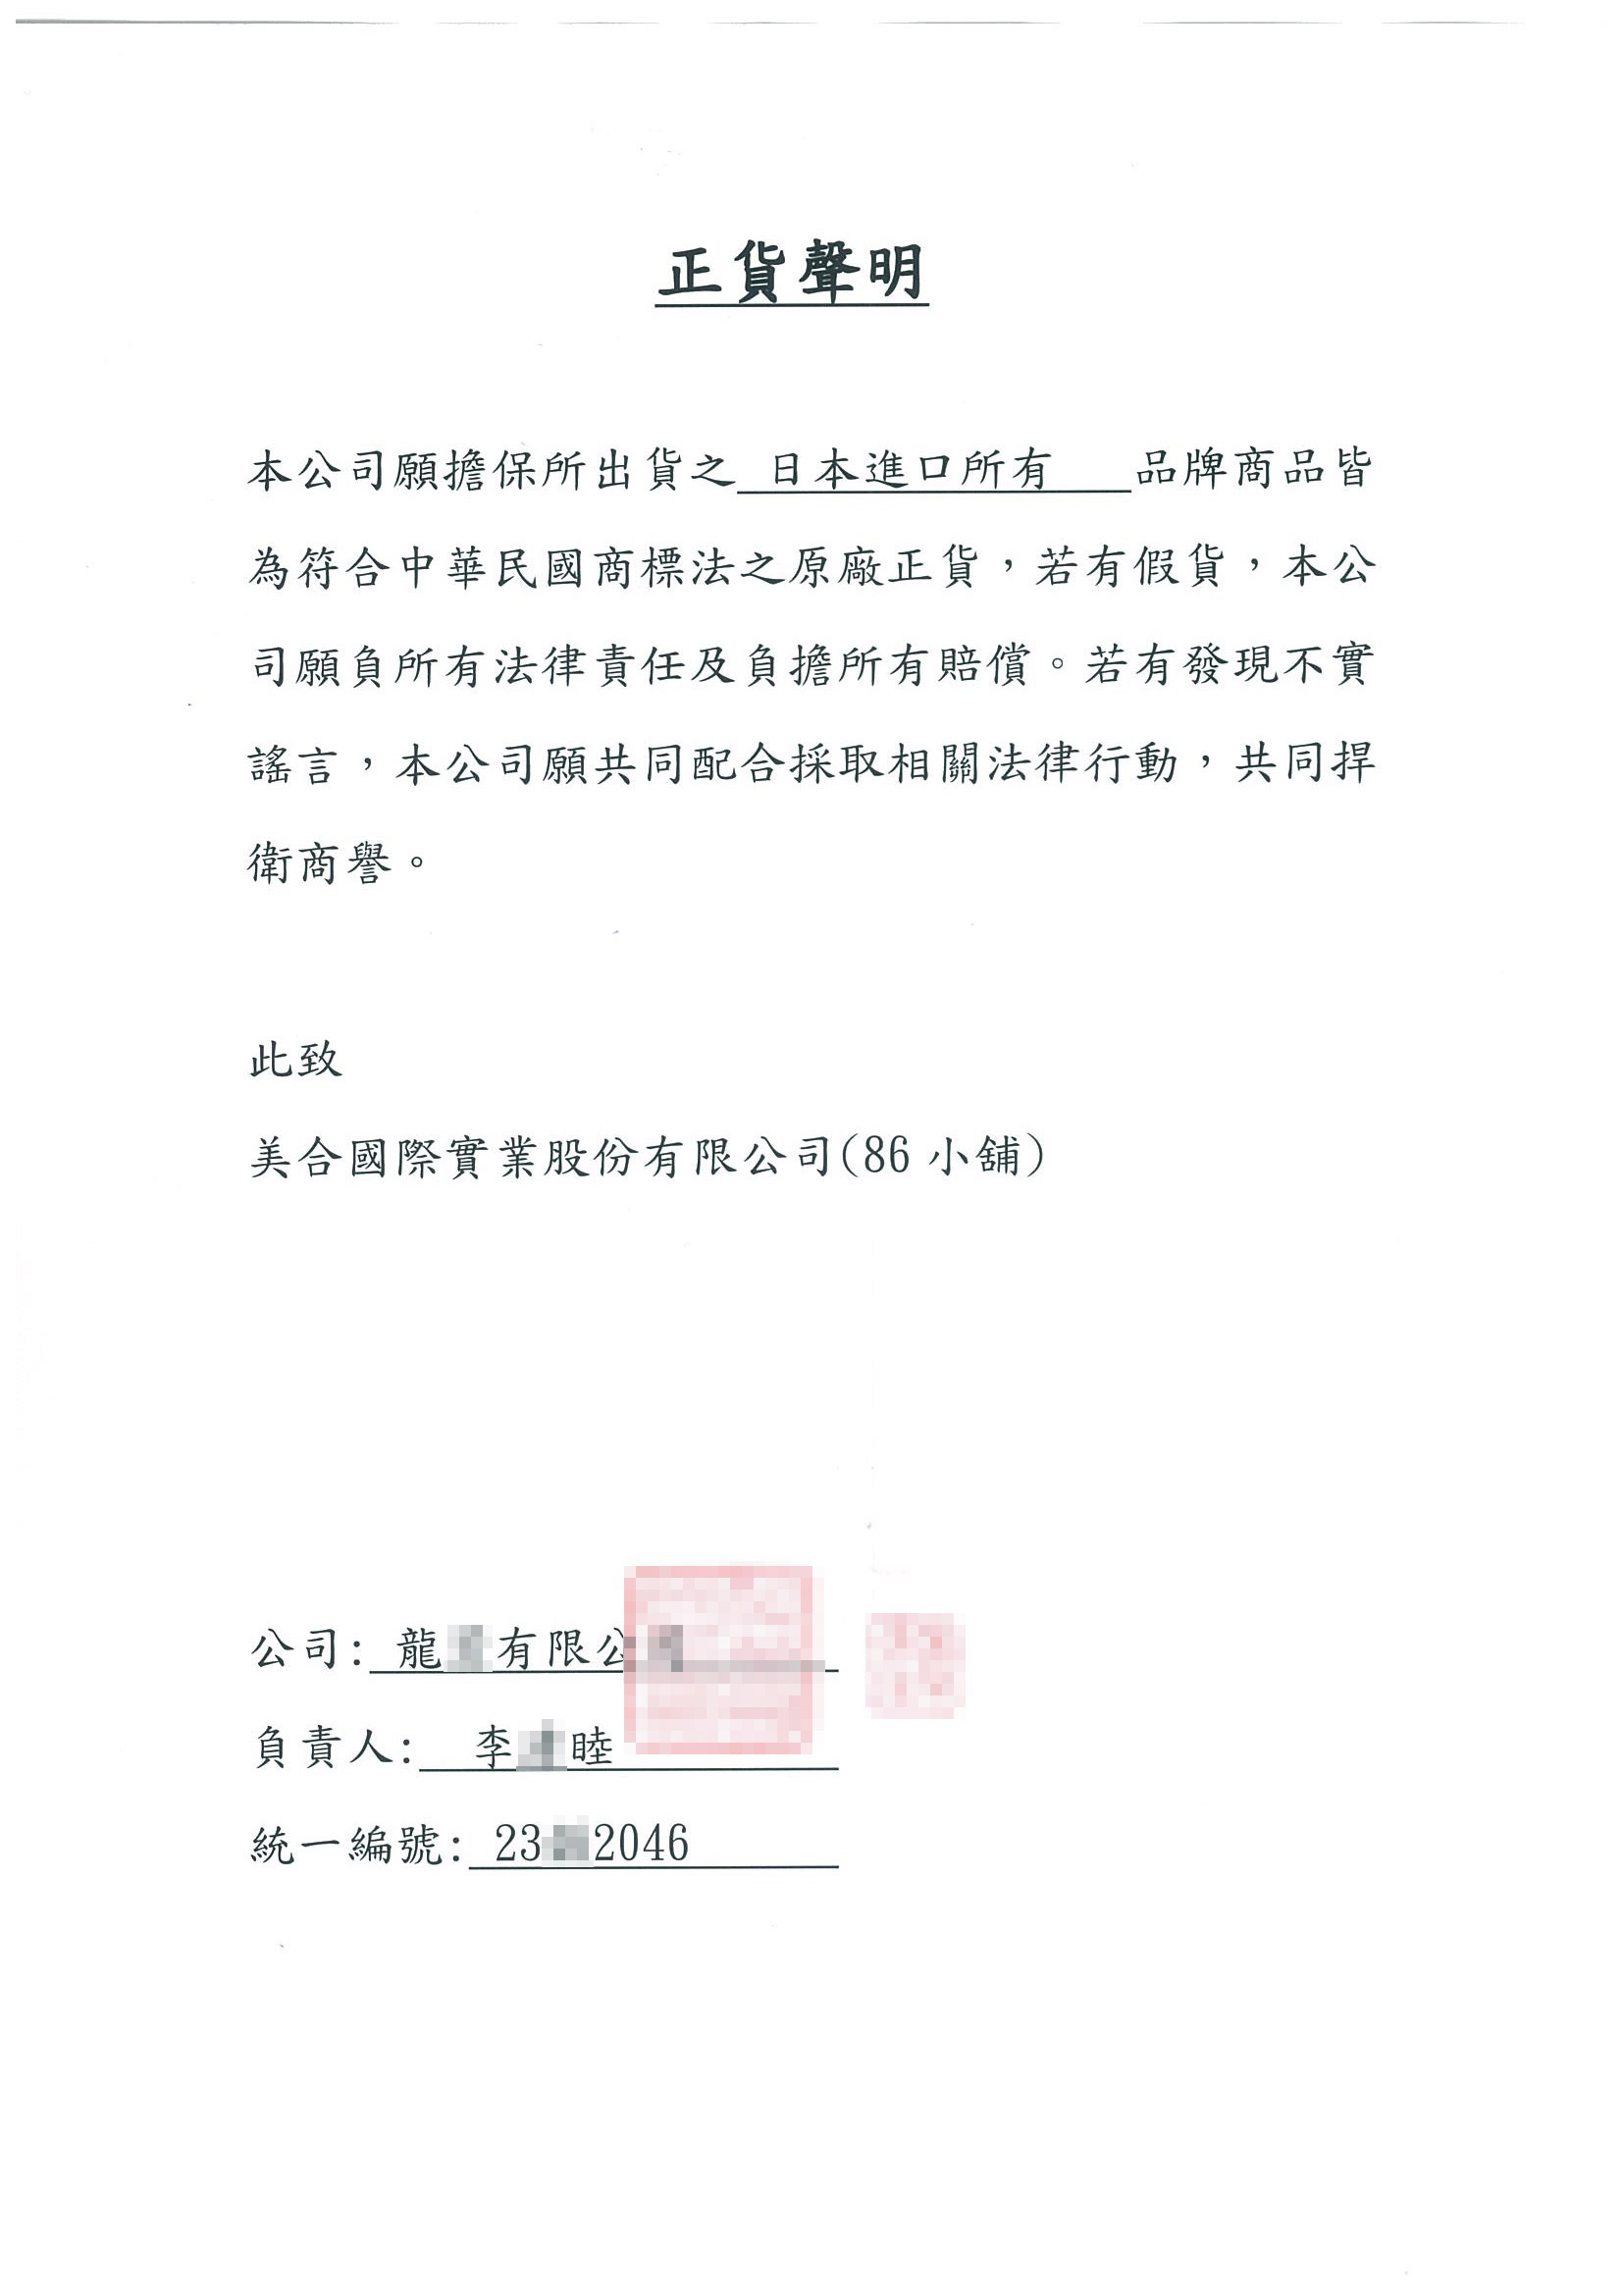 正貨聲明
本公司願擔保所出貨之 日本進口所有 品牌商品皆
為符合中華民國商標法之原廠正貨，若有假貨，本公
司願負所有法律責任及負擔所有賠償。若有發現不實
謠言，本公司願共同配合採取相關法律行動，共同捍
衛商譽。
此致
美合國際實業股份有限公司(86 小舖)
公司: 龍 有限公
負責人: 李 睦
統一編號: 23 2046